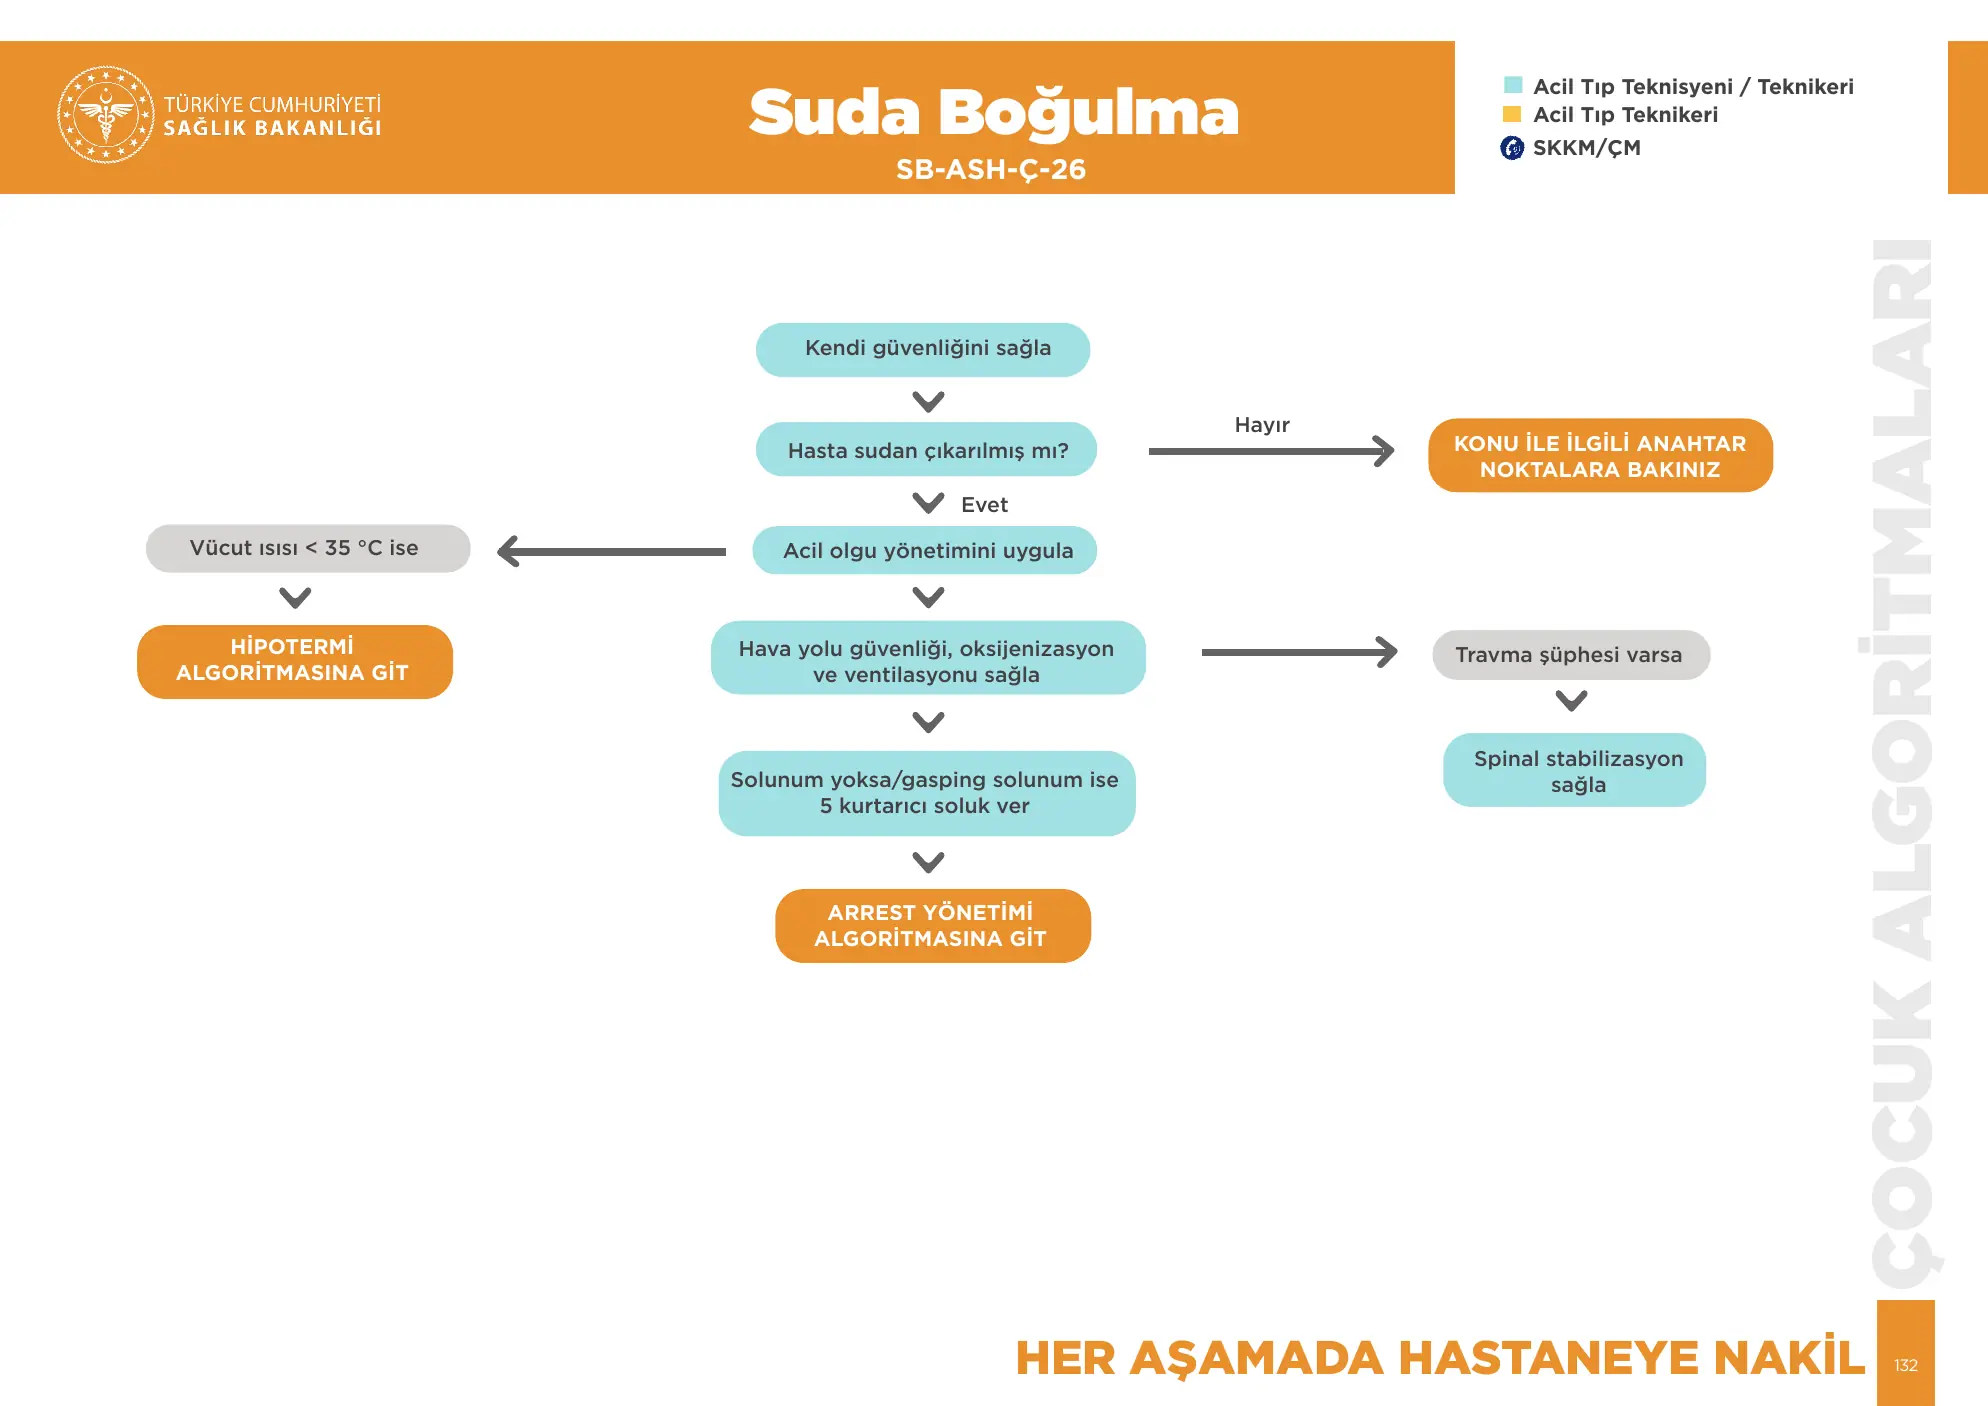 TÜRKİYE CUMHURİYETİ
SAĞLIK BAKANLIĞI
Suda Boğulma
SB-ASH-Ç-26
Acil Tıp Teknisyeni / Teknikeri
Acil Tıp Teknikeri
SKKM/ÇM
Kendi güvenliğini sağla
Hasta sudan çıkarılmış mı?
Hayır
KONU İLE İLGİLİ ANAHTAR
NOKTALARA BAKINIZ
Evet
Acil olgu yönetimini uygula
Vücut ısısı < 35 °C ise
HİPOTERMİ
ALGORİTMASINA GİT
Hava yolu güvenliği, oksijenizasyon
ve ventilasyonu sağla
Travma şüphesi varsa
Spinal stabilizasyon
sağla
Solunum yoksa/gasping solunum ise
5 kurtarıcı soluk ver
ARREST YÖNETİMİ
ALGORİTMASINA GİT
ÇOCUK ALGORİTMALARI
HER AŞAMADA HASTANEYE NAKİL
132